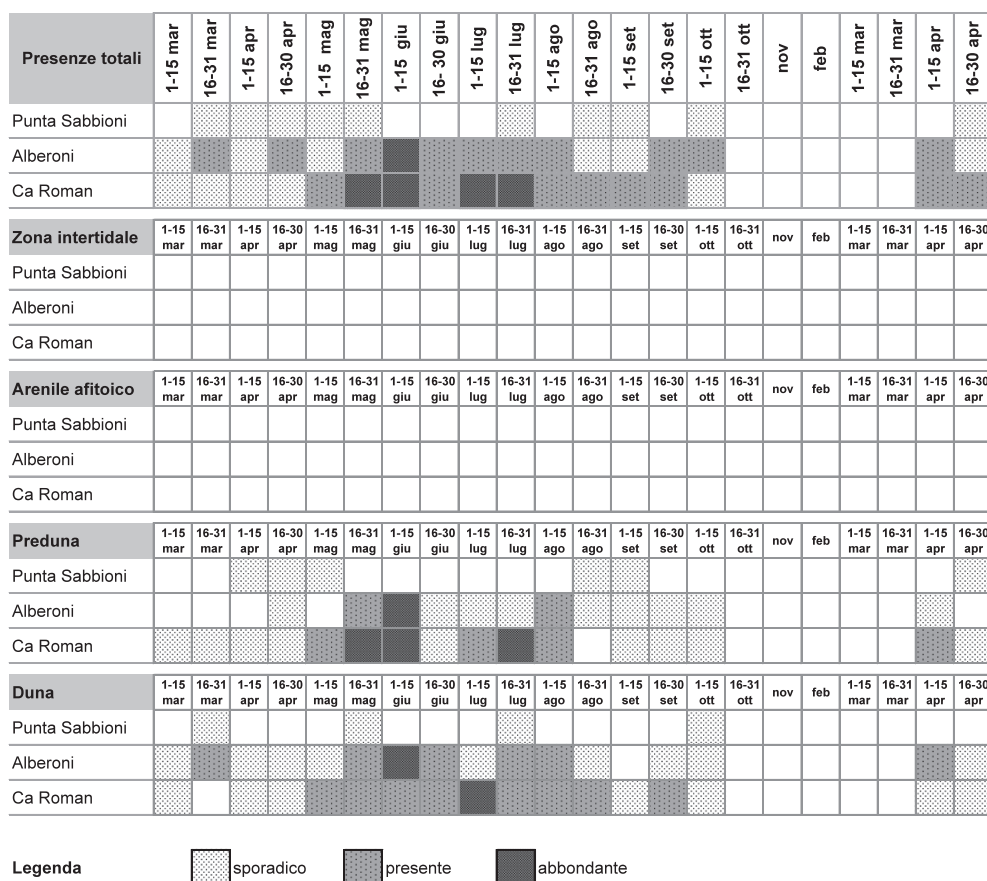 Presenze totali 1-15 mar 16-31 mar 1-15 apr 16-30 apr 1-15 mag 16-31 mag 1-15 giu 16- 30 giu 1-15 lug 16-31 lug 1-15 ago 16-31 ago 1-15 set 16-30 set 1-15 ott 16-31 ott nov feb 1-15 mar 16-31 mar 1-15 apr 16-30 apr
Punta Sabbioni
Alberoni
Ca Roman
Zona intertidale 1-15 mar 16-31 mar 1-15 apr 16-30 apr 1-15 mag 16-31 mag 1-15 giu 16-30 giu 1-15 lug 16-31 lug 1-15 ago 16-31 ago 1-15 set 16-30 set 1-15 ott 16-31 ott nov feb 1-15 mar 16-31 mar 1-15 apr 16-30 apr
Punta Sabbioni
Alberoni
Ca Roman
Arenile afitoico 1-15 mar 16-31 mar 1-15 apr 16-30 apr 1-15 mag 16-31 mag 1-15 giu 16-30 giu 1-15 lug 16-31 lug 1-15 ago 16-31 ago 1-15 set 16-30 set 1-15 ott 16-31 ott nov feb 1-15 mar 16-31 mar 1-15 apr 16-30 apr
Punta Sabbioni
Alberoni
Ca Roman
Preduna 1-15 mar 16-31 mar 1-15 apr 16-30 apr 1-15 mag 16-31 mag 1-15 giu 16-30 giu 1-15 lug 16-31 lug 1-15 ago 16-31 ago 1-15 set 16-30 set 1-15 ott 16-31 ott nov feb 1-15 mar 16-31 mar 1-15 apr 16-30 apr
Punta Sabbioni
Alberoni
Ca Roman
Duna 1-15 mar 16-31 mar 1-15 apr 16-30 apr 1-15 mag 16-31 mag 1-15 giu 16-30 giu 1-15 lug 16-31 lug 1-15 ago 16-31 ago 1-15 set 16-30 set 1-15 ott 16-31 ott nov feb 1-15 mar 16-31 mar 1-15 apr 16-30 apr
Punta Sabbioni
Alberoni
Ca Roman
Legenda sporadico presente abbondante